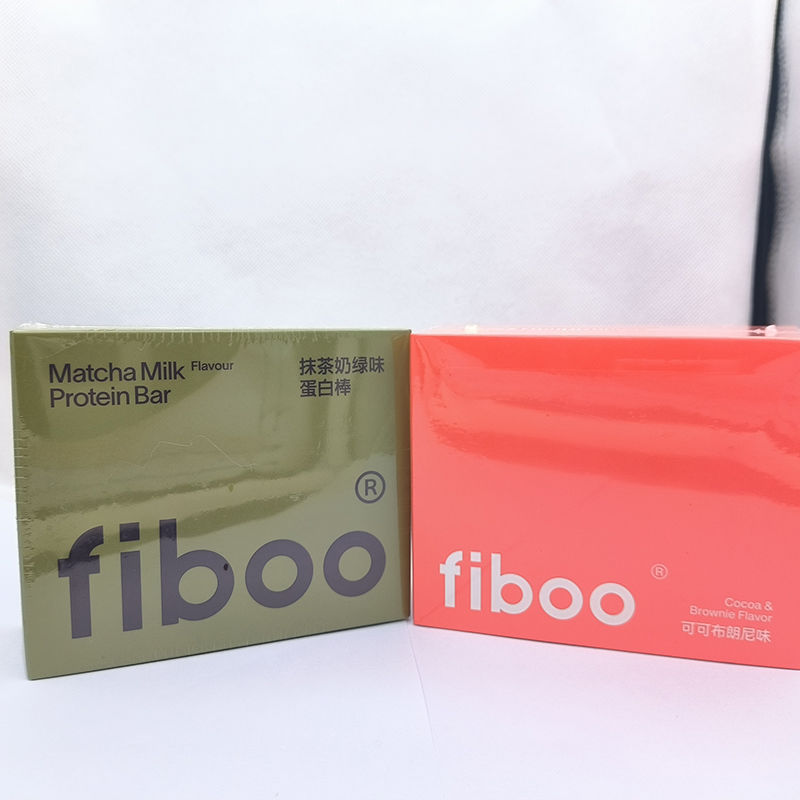 Matcha Milk Flavour
Protein Bar
抹茶奶绿味
蛋白棒
fiboo®
fiboo®
Cocoa &
Brownie Flavor
可可布朗尼味